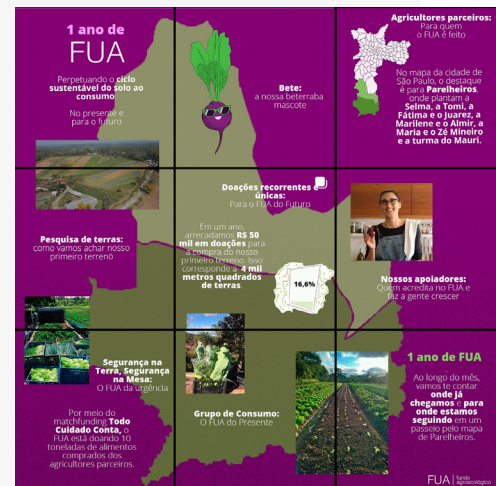 1 ano de
FUA
Perpetuando o ciclo
sustentável do solo ao
consumo.
No presente e
para o futuro
Bete:
a nossa beterraba
mascote
Agricultores parceiros:
Para quem
o FUA é feito
No mapa da cidade de
São Paulo, o destaque
é para Parelheiros,
onde plantam a
Selma, a Tomi, a
Fátima e o Juarez, a
Marilene e o Almir, a
Maria e o Zé Mineiro
e a turma do Mauri.
Pesquisa de terras:
como vamos achar nosso
primeiro terreno
Doações recorrentes e
únicas:
Para o FUA do Futuro
Em um ano,
arrecadamos R$ 50
mil em doações para
a compra do nosso
primeiro terreno. Isso
corresponde a 4 mil
metros quadrados
de terras.
16,6%
Nossos apoiadores:
Quem acredita no FUA e
faz a gente crescer
Segurança na
Terra, Segurança
na Mesa:
O FUA da urgência
Por meio do
matchfunding Todo
Cuidado Conta, o
FUA está doando 10
toneladas de alimentos
comprados dos
agricultores parceiros.
Grupo de Consumo:
O FUA do Presente
1 ano de FUA
Ao longo do mês,
vamos te contar
onde já
chegamos e para
onde estamos
seguindo em um
passeio pelo mapa
de Parelheiros.
FUA | fundo
agroecológico